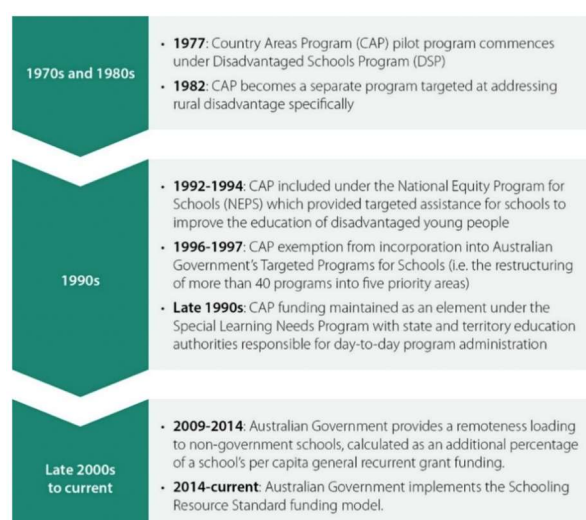 1970s and 1980s
• 1977: Country Areas Program (CAP) pilot program commences
under Disadvantaged Schools Program (DSP)
• 1982: CAP becomes a separate program targeted at addressing
rural disadvantage specifically
1990s
• 1992-1994: CAP included under the National Equity Program for
Schools (NEPS) which provided targeted assistance for schools to
improve the education of disadvantaged young people
• 1996-1997: CAP exemption from incorporation into Australian
Government's Targeted Programs for Schools (i.e. the restructuring
of more than 40 programs into five priority areas)
• Late 1990s: CAP funding maintained as an element under the
Special Learning Needs Program with state and territory education
authorities responsible for day-to-day program administration
Late 2000s
to current
• 2009-2014: Australian Government provides a remoteness loading
to non-government schools, calculated as an additional percentage
of a school's per capita general recurrent grant funding.
• 2014-current: Australian Government implements the Schooling
Resource Standard funding model.